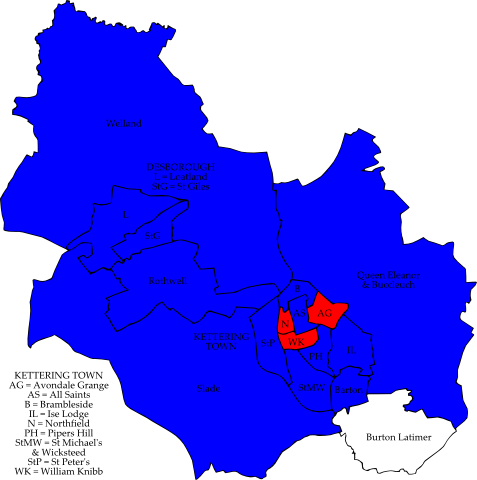 Welland
DESBOROUGH
L = Loatland
StG = St Giles
L
StG
Rothwell
Queen Eleanor
& Buccleuch
B
AS
AG
N
WK
KETTERING
TOWN
StP
PH
IL
Slade
StMW
Barton
Burton Latimer
KETTERING TOWN
AG = Avondale Grange
AS = All Saints
B = Brambleside
IL = Ise Lodge
N = Northfield
PH = Pipers Hill
StMW = St Michael's
& Wicksteed
StP = St Peter's
WK = William Knibb